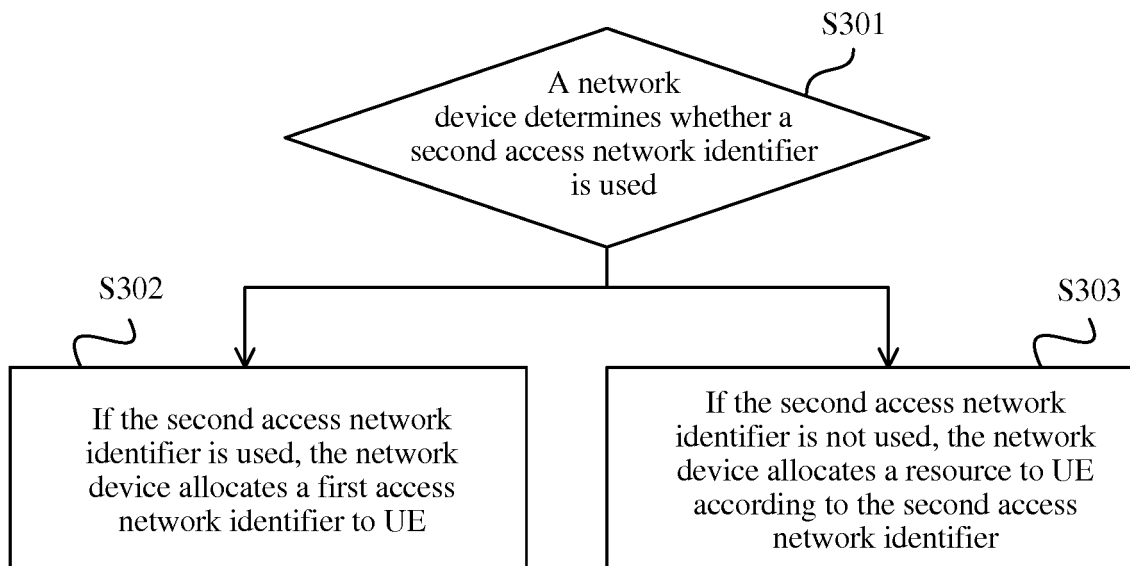 S301
A network
device determines whether a
second access network identifier
is used
S302
S303
If the second access network
identifier is used, the network
device allocates a first access
network identifier to UE
If the second access network
identifier is not used, the network
device allocates a resource to UE
according to the second access
network identifier